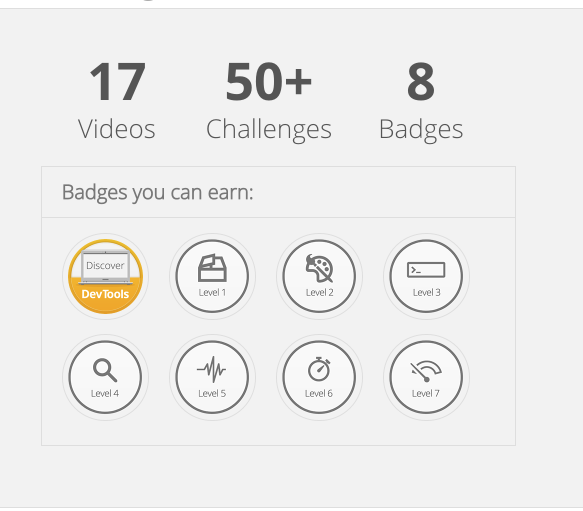 17 50+ 8
Videos Challenges Badges
Badges you can earn:
Discover
DevTools
Level 1
Level 2
>_
Level 3
Level 4
Level 5
Level 6
Level 7